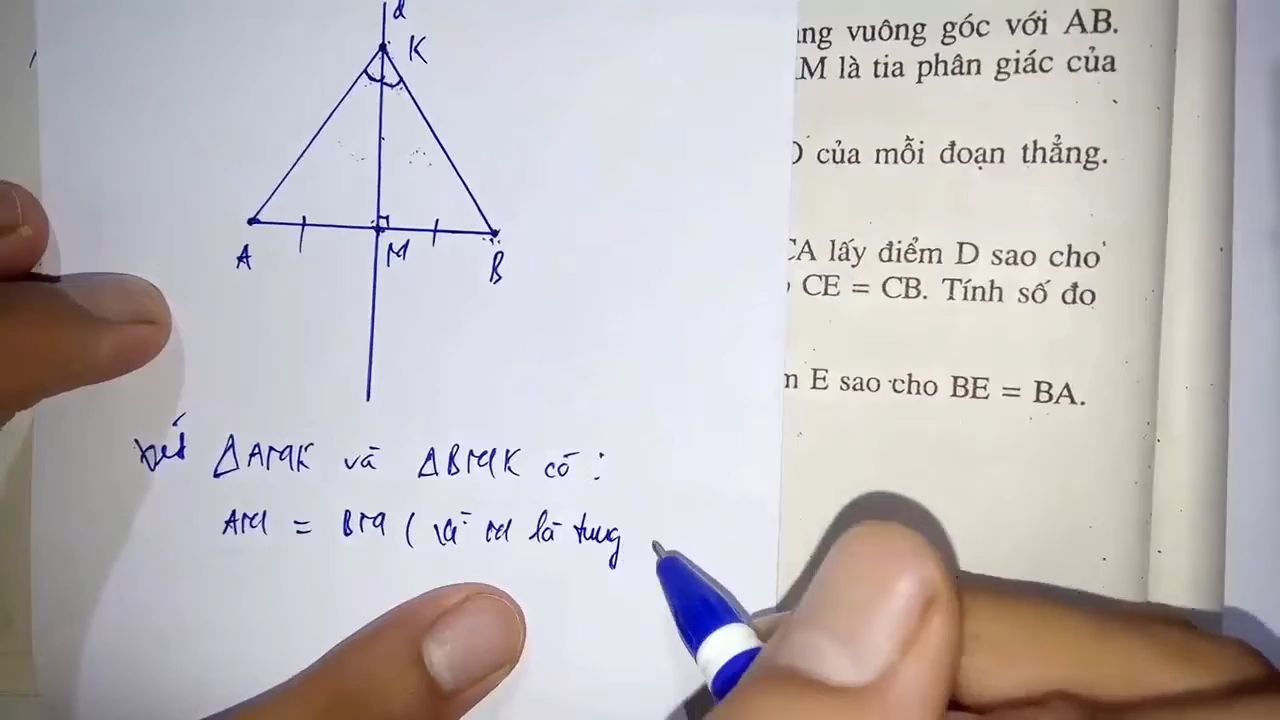 d
K
A
M
B
Xét ΔAMK và ΔBMK có:
AM = BM ( Vì M là trung
vuông góc với AB.
M là tia phân giác của
của mỗi đoạn thẳng.
CA lấy điểm D sao cho
CE = CB. Tính số đo
E sao cho BE = BA.